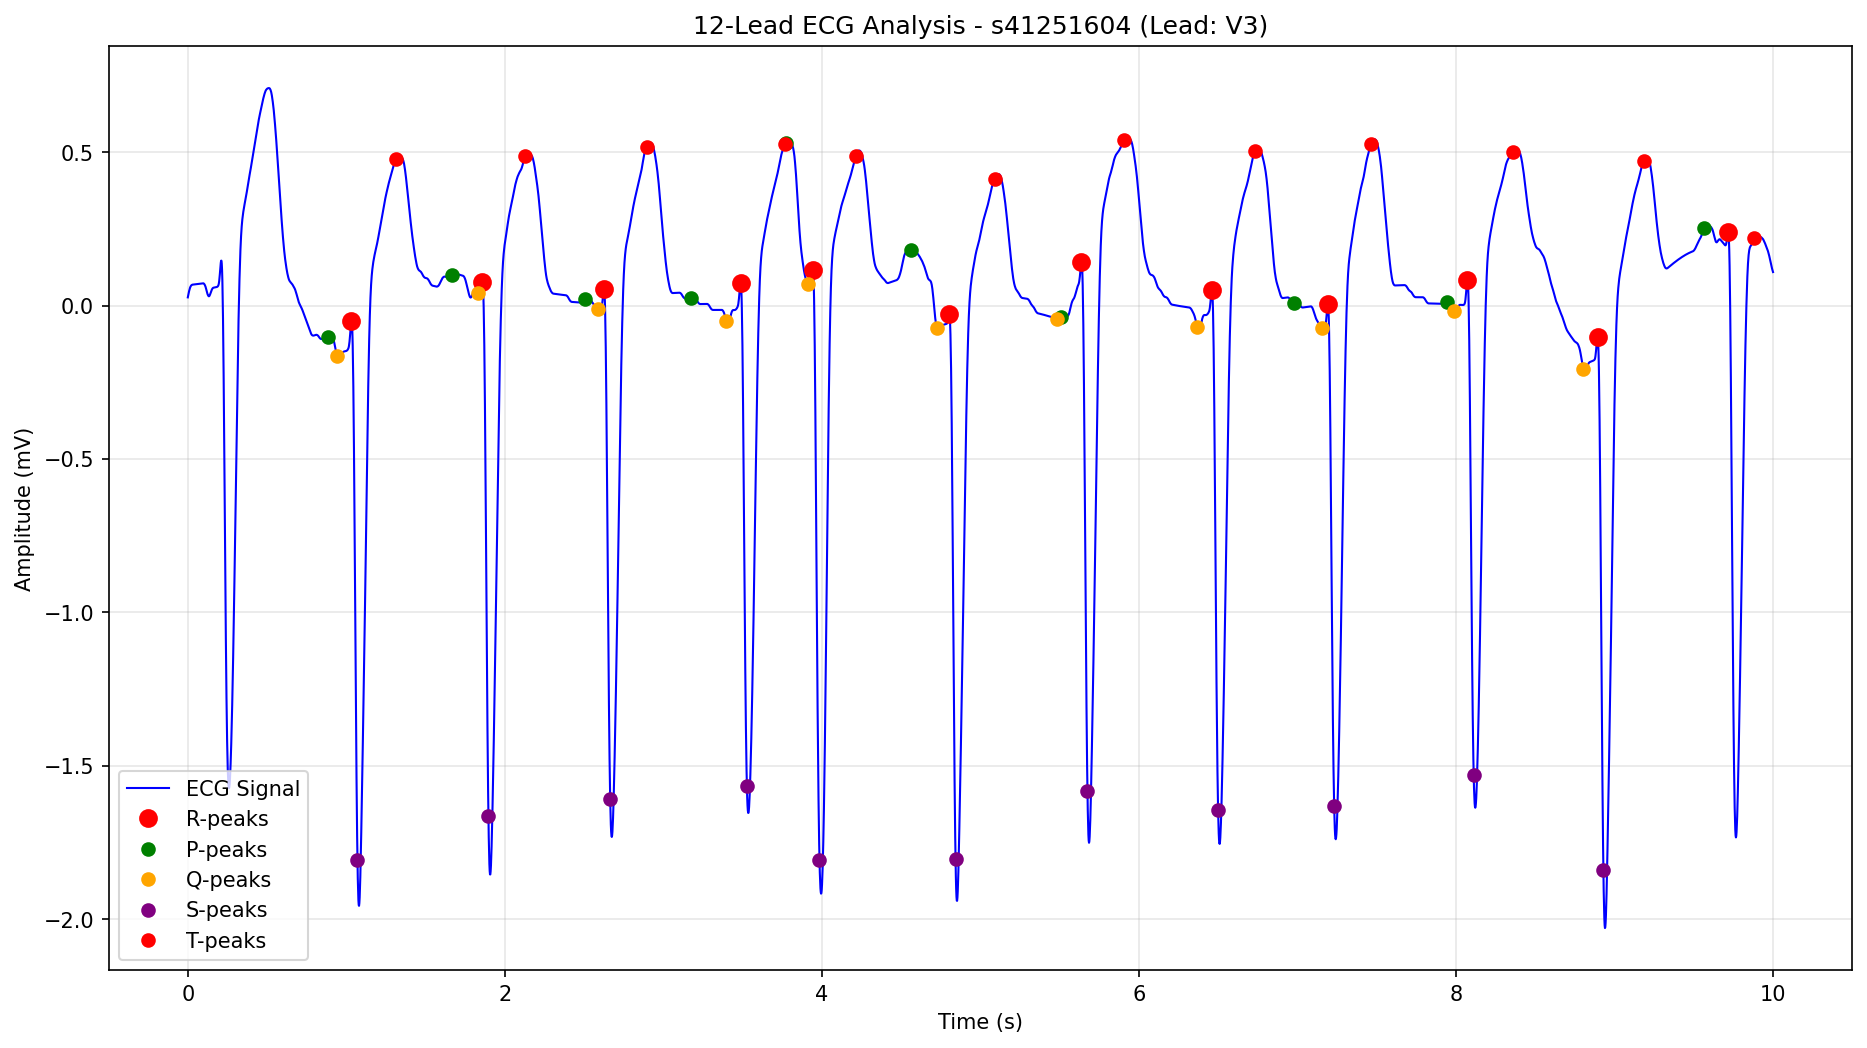 12-Lead ECG Analysis - s41251604 (Lead: V3)
Amplitude (mV)
0.5
0.0
−0.5
−1.0
−1.5
−2.0
ECG Signal
R-peaks
P-peaks
Q-peaks
S-peaks
T-peaks
0 2 4 6 8 10
Time (s)